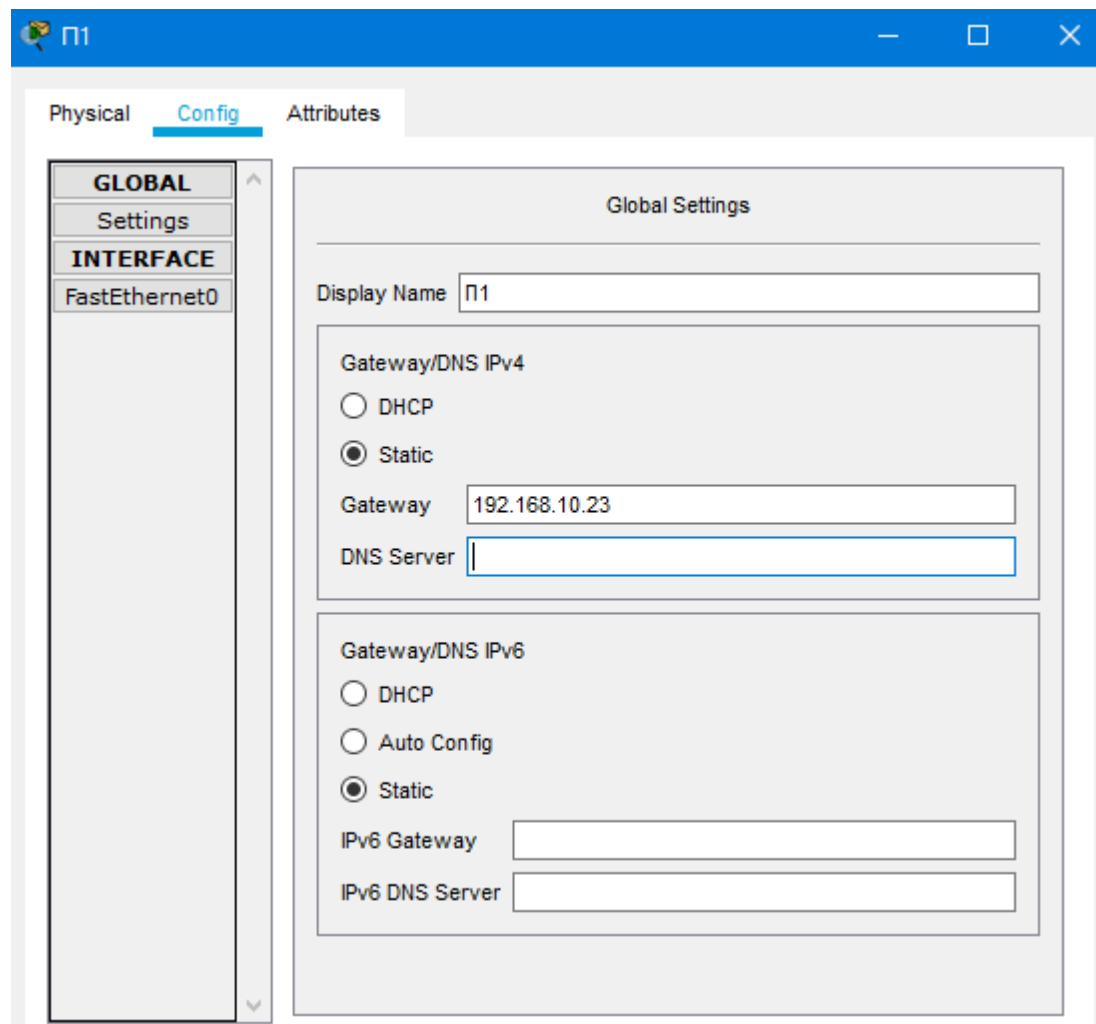 П1
Physical Config Attributes
GLOBAL
Settings
INTERFACE
FastEthernet0
Global Settings
Display Name П1
Gateway/DNS IPv4
DHCP
Static
Gateway 192.168.10.23
DNS Server
Gateway/DNS IPv6
DHCP
Auto Config
Static
IPv6 Gateway
IPv6 DNS Server